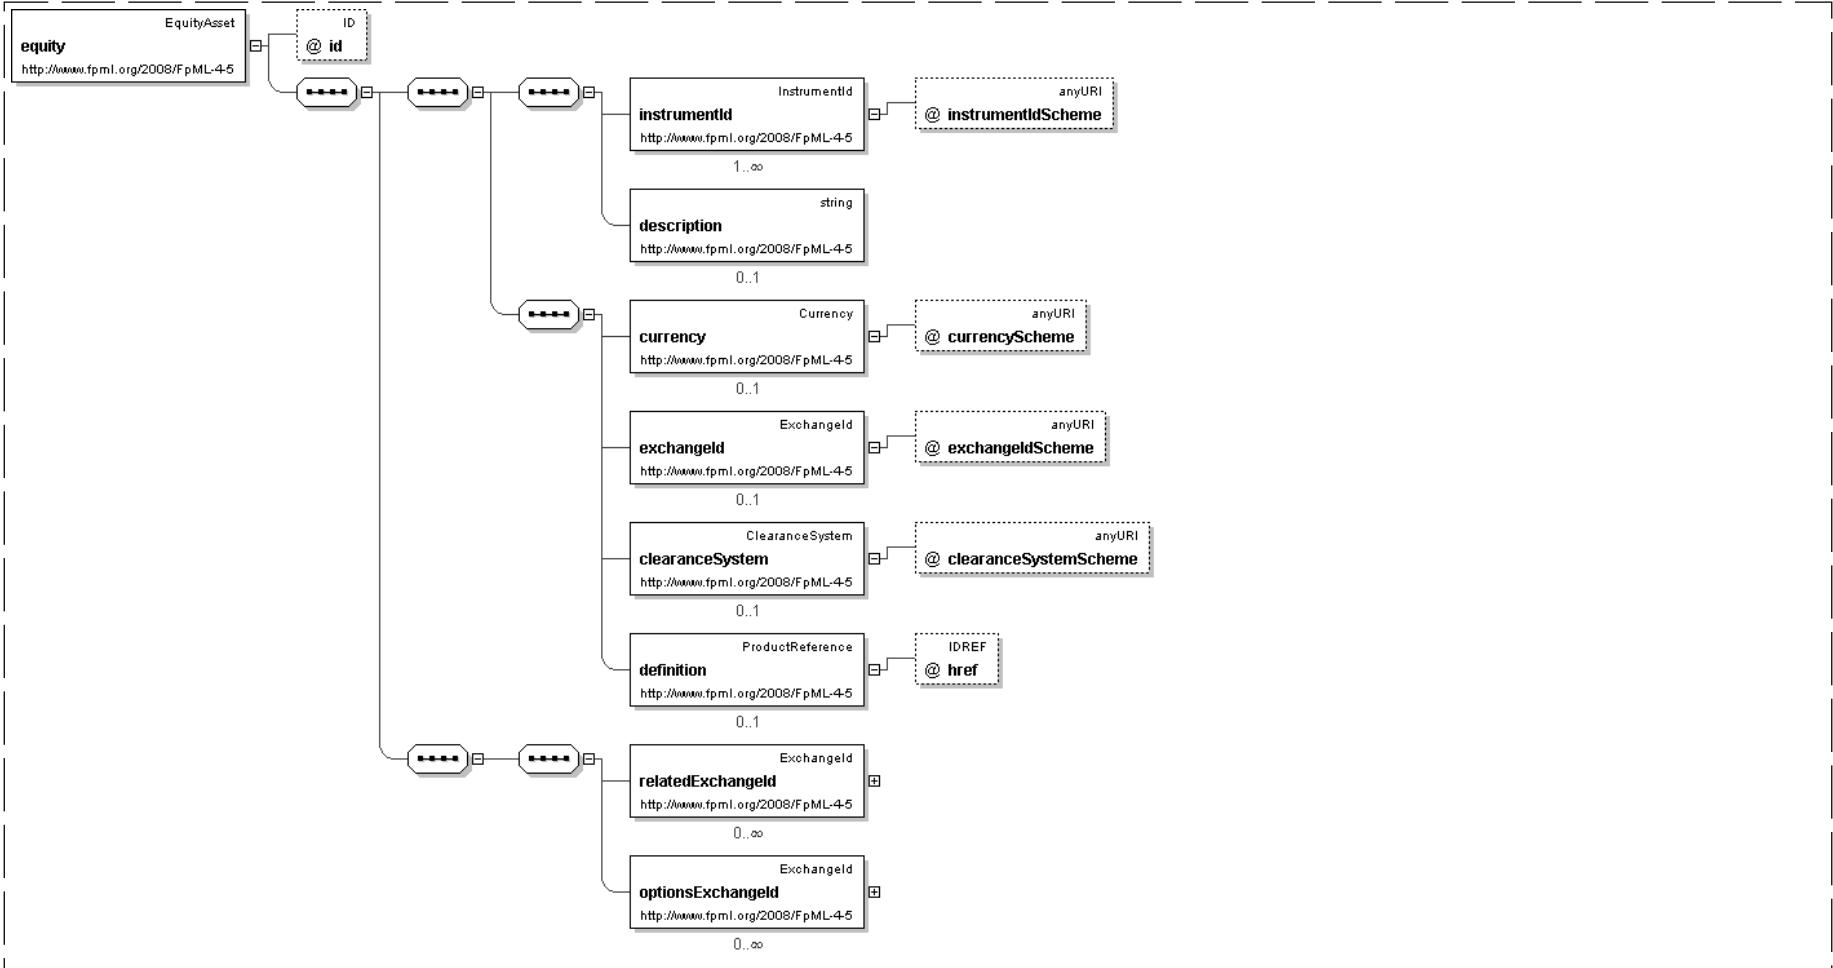 EquityAsset
equity
http://www.fpml.org/2008/FpML-4-5
ID
@ id
InstrumentId
instrumentId
http://www.fpml.org/2008/FpML-4-5
1..∞
anyURI
@ instrumentIdScheme
string
description
http://www.fpml.org/2008/FpML-4-5
0..1
Currency
currency
http://www.fpml.org/2008/FpML-4-5
0..1
anyURI
@ currencyScheme
ExchangeId
exchangeId
http://www.fpml.org/2008/FpML-4-5
0..1
anyURI
@ exchangeIdScheme
ClearanceSystem
clearanceSystem
http://www.fpml.org/2008/FpML-4-5
0..1
anyURI
@ clearanceSystemScheme
ProductReference
definition
http://www.fpml.org/2008/FpML-4-5
0..1
IDREF
@ href
ExchangeId
relatedExchangeId
http://www.fpml.org/2008/FpML-4-5
0..∞
ExchangeId
optionsExchangeId
http://www.fpml.org/2008/FpML-4-5
0..∞